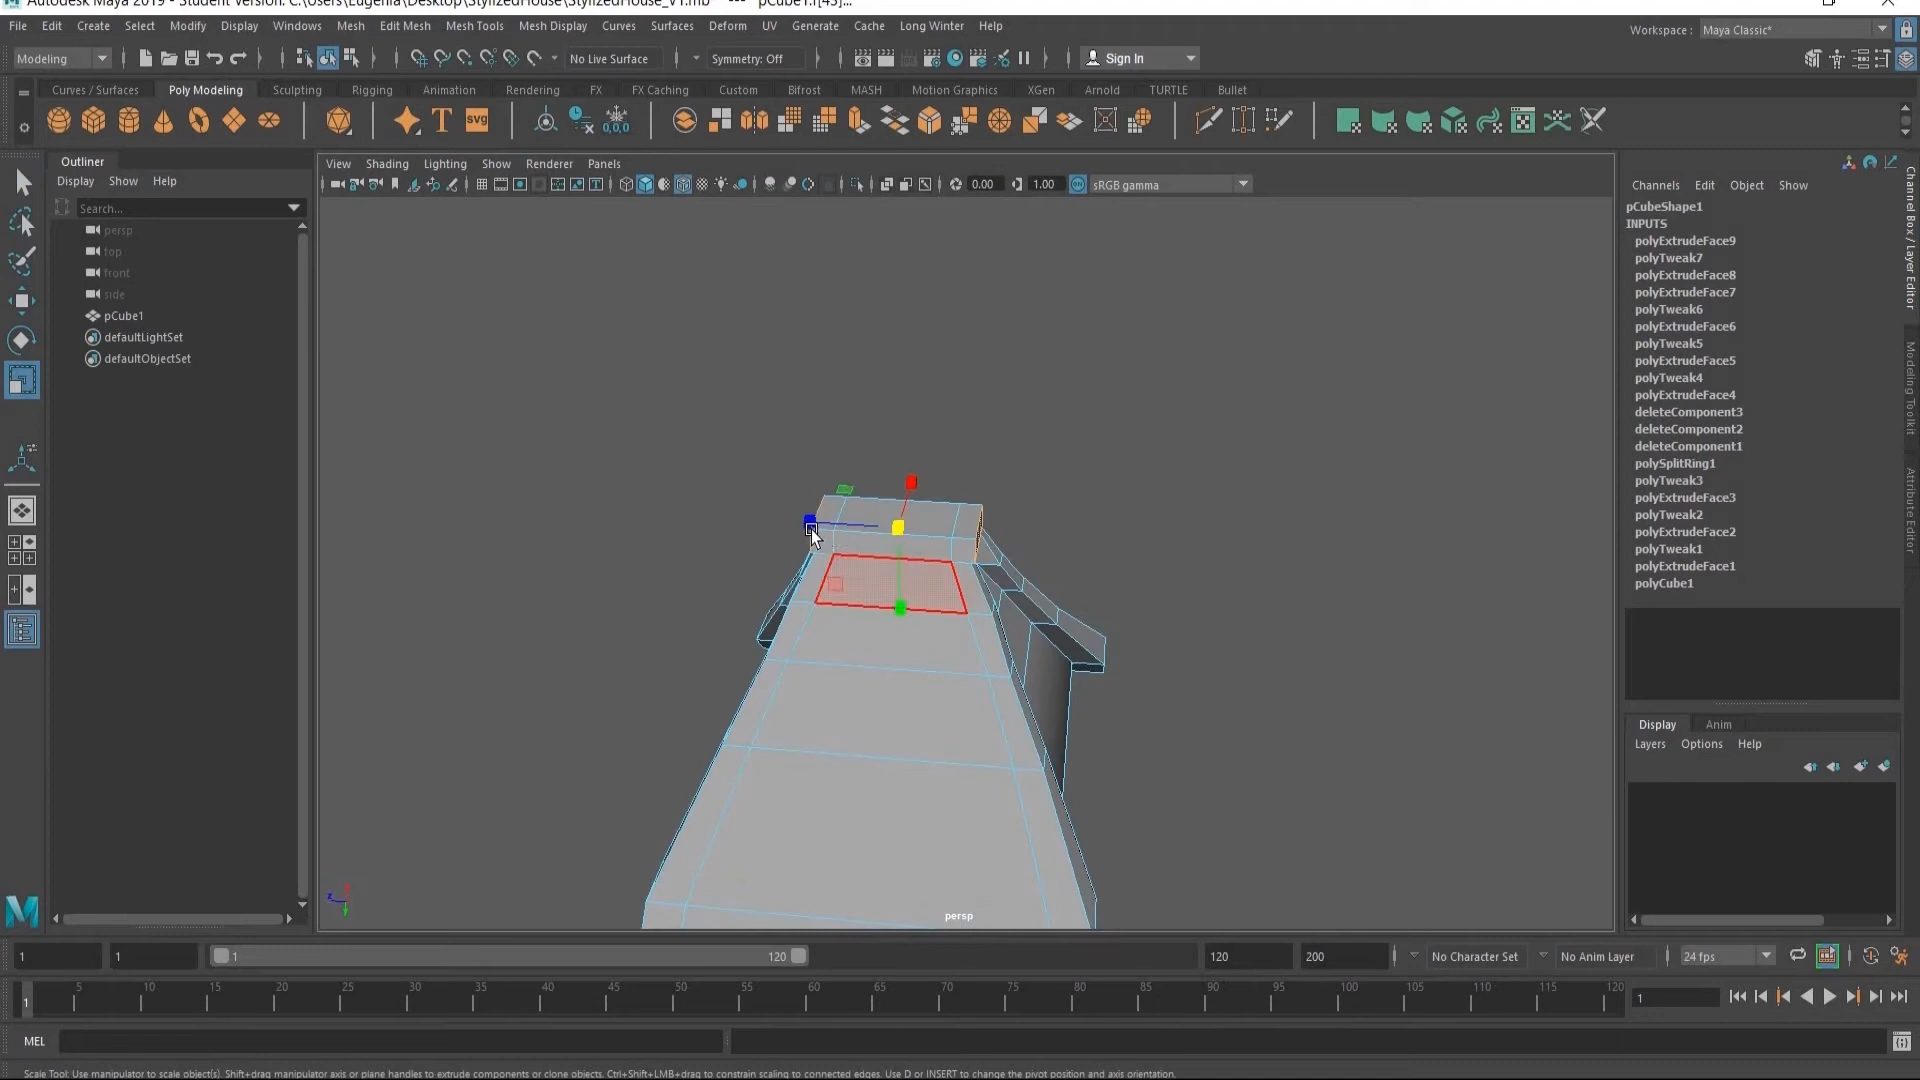 Autodesk Maya 2019 - Student Version: C:\Users\Eugenia\Desktop\StylizedHouse\StylizedHouse_V1.mb* --- pCube1.f[43]...
File Edit Create Select Modify Display Windows Mesh Edit Mesh Mesh Tools Mesh Display Curves Surfaces Deform UV Generate Cache Long Winter Help
Workspace : Maya Classic*
Modeling No Live Surface Symmetry: Off Sign In
Curves / Surfaces Poly Modeling Sculpting Rigging Animation Rendering FX FX Caching Custom Bifrost MASH Motion Graphics XGen Arnold TURTLE Bullet
T svg 0,0,0
Outliner
Display Show Help
Search...
persp
top
front
side
pCube1
defaultLightSet
defaultObjectSet
View Shading Lighting Show Renderer Panels
0.00 1.00 sRGB gamma
persp
Channels Edit Object Show
pCubeShape1
INPUTS
polyExtrudeFace9
polyTweak7
polyExtrudeFace8
polyExtrudeFace7
polyTweak6
polyExtrudeFace6
polyTweak5
polyExtrudeFace5
polyTweak4
polyExtrudeFace4
deleteComponent3
deleteComponent2
deleteComponent1
polySplitRing1
polyTweak3
polyExtrudeFace3
polyTweak2
polyExtrudeFace2
polyTweak1
polyExtrudeFace1
polyCube1
Display Anim
Layers Options Help
Channel Box / Layer Editor
Modeling Toolkit
Attribute Editor
1 1 1 120 120 200 No Character Set No Anim Layer 24 fps
1 5 10 15 20 25 30 35 40 45 50 55 60 65 70 75 80 85 90 95 100 105 110 115 120 1
MEL
Scale Tool: Use manipulator to scale object(s). Shift+drag manipulator axis or plane handles to extrude components or clone objects. Ctrl+Shift+LMB+drag to constrain scaling to connected edges. Use D or INSERT to change the pivot position and axis orientation.